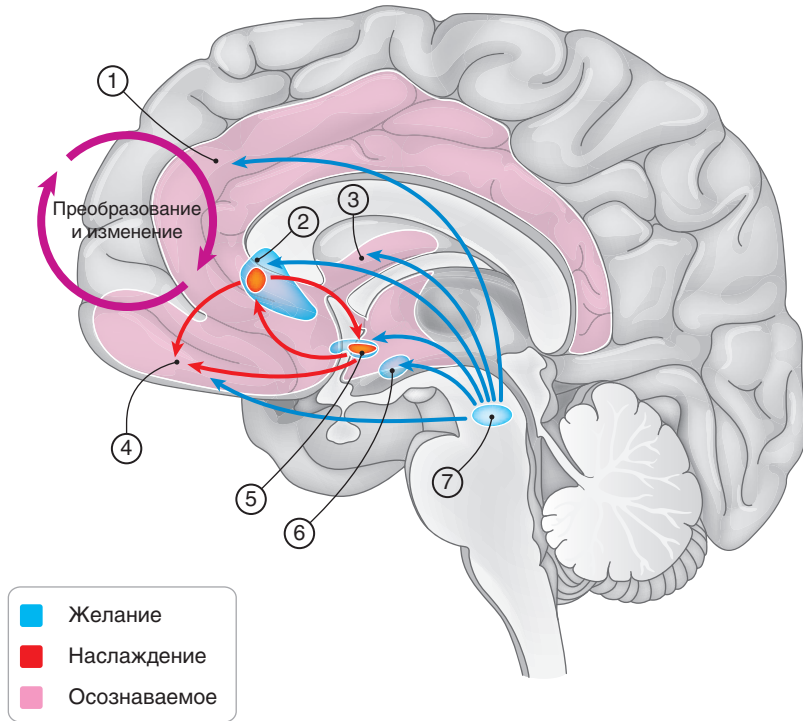 1
Преобразование
и изменение
2
3
4
5
6
7
Желание
Наслаждение
Осознаваемое